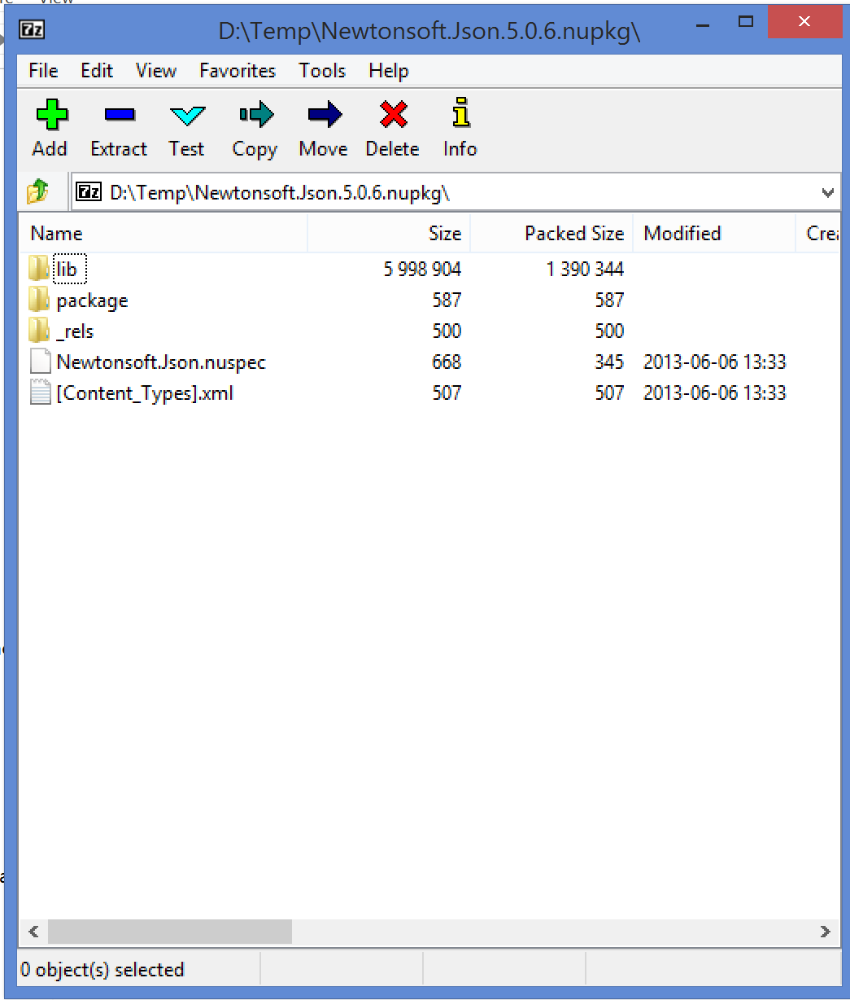 View
7z D:\Temp\Newtonsoft.Json.5.0.6.nupkg\
File Edit View Favorites Tools Help
Add Extract Test Copy Move Delete Info
7z D:\Temp\Newtonsoft.Json.5.0.6.nupkg\
Name Size Packed Size Modified Crea
lib 5 998 904 1 390 344
package 587 587
_rels 500 500
Newtonsoft.Json.nuspec 668 345 2013-06-06 13:33
[Content_Types].xml 507 507 2013-06-06 13:33
0 object(s) selected